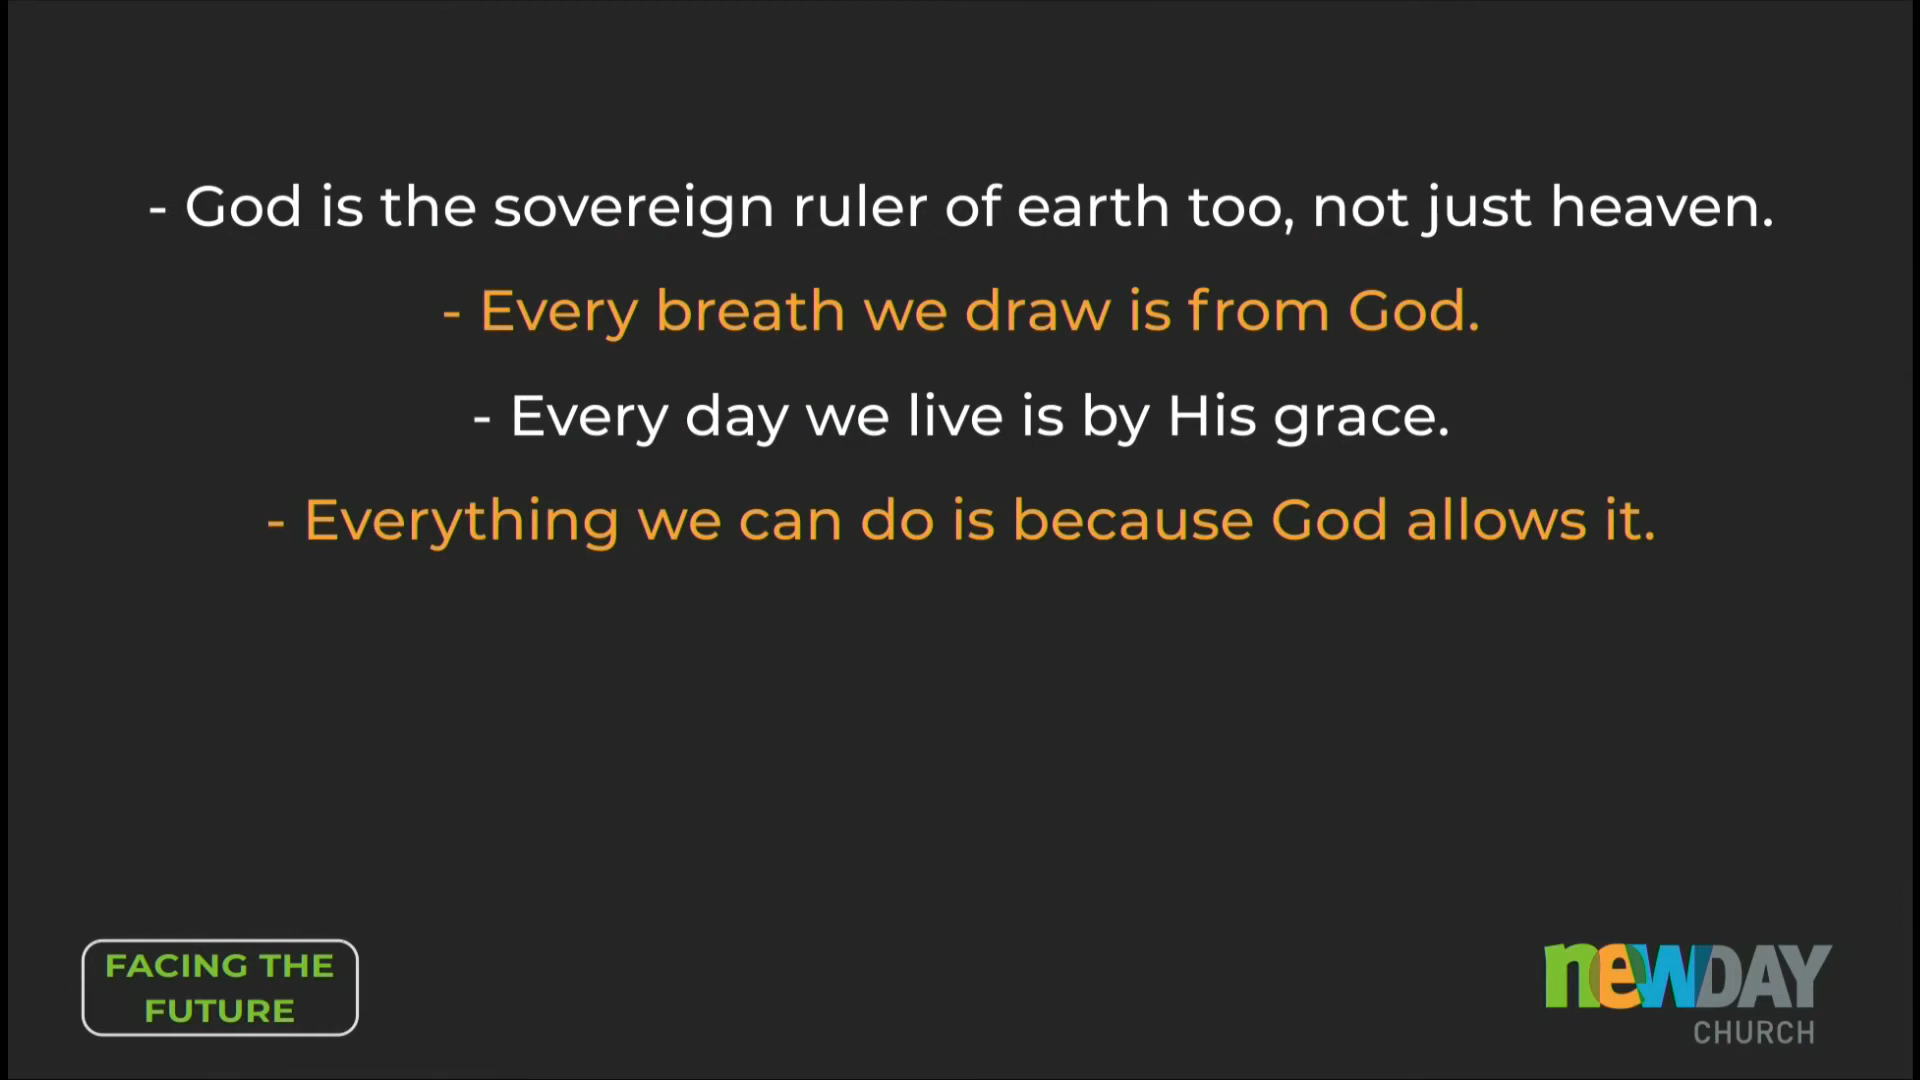 - God is the sovereign ruler of earth too, not just heaven.
- Every breath we draw is from God.
- Every day we live is by His grace.
- Everything we can do is because God allows it.
FACING THE
FUTURE
newDAY
CHURCH